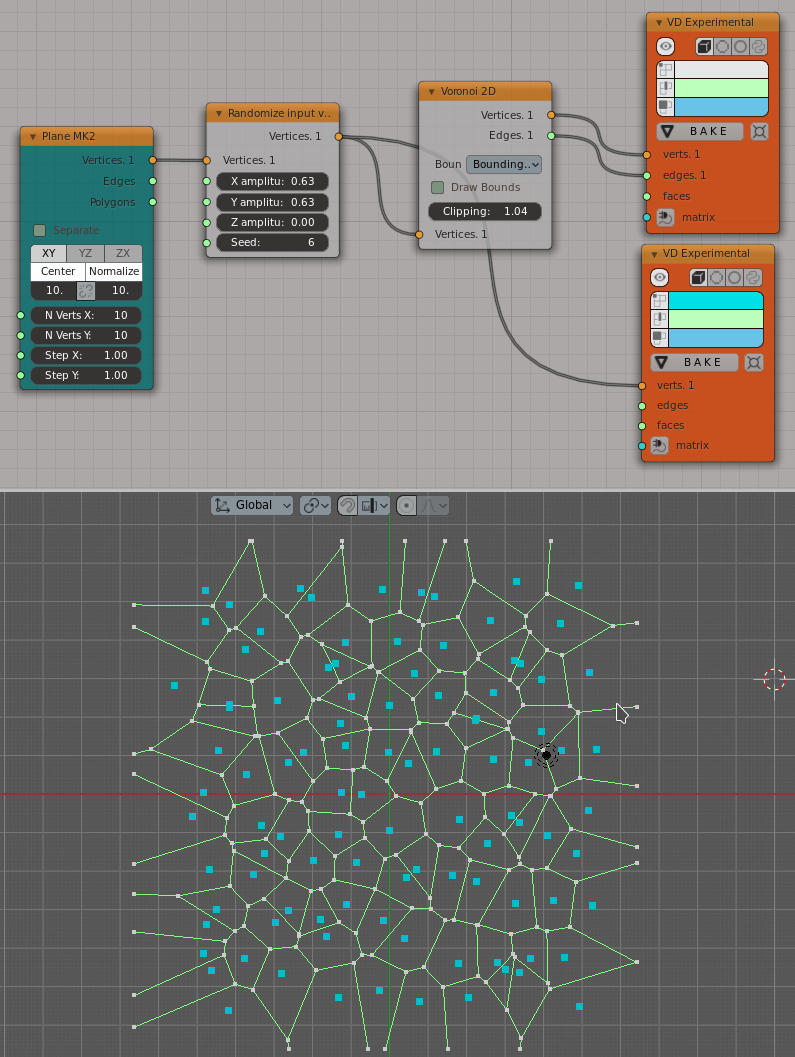 VD Experimental
BAKE
verts. 1
edges. 1
faces
matrix
Voronoi 2D
Vertices. 1
Edges. 1
Boun Bounding..
Draw Bounds
Clipping: 1.04
Vertices. 1
Randomize input v..
Vertices. 1
Vertices. 1
X amplitu: 0.63
Y amplitu: 0.63
Z amplitu: 0.00
Seed: 6
Plane MK2
Vertices. 1
Edges
Polygons
Separate
XY YZ ZX
Center Normalize
10. 10.
N Verts X: 10
N Verts Y: 10
Step X: 1.00
Step Y: 1.00
VD Experimental
BAKE
verts. 1
edges
faces
matrix
Global